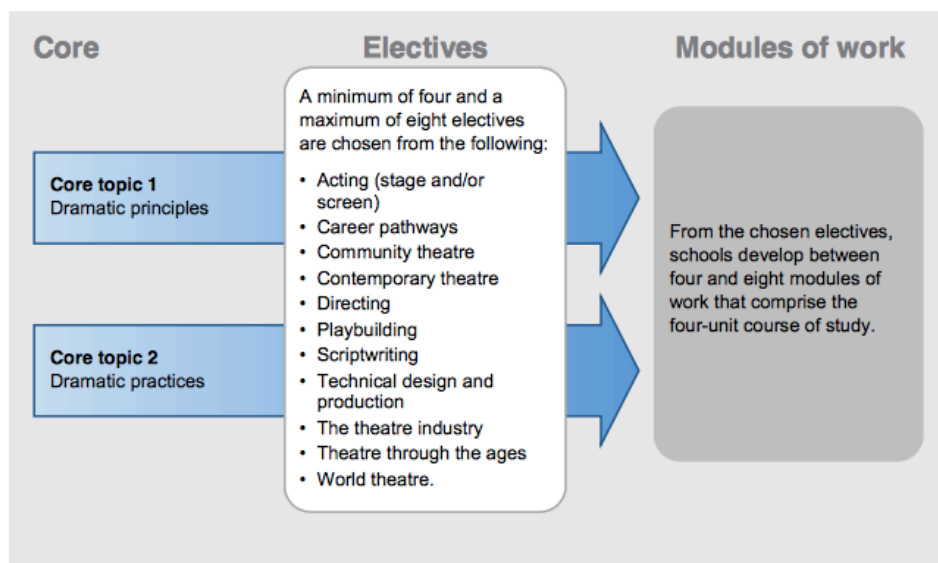 Core
Electives
Modules of work
A minimum of four and a
maximum of eight electives
are chosen from the following:
• Acting (stage and/or
screen)
• Career pathways
• Community theatre
• Contemporary theatre
• Directing
• Playbuilding
• Scriptwriting
• Technical design and
production
• The theatre industry
• Theatre through the ages
• World theatre.
Core topic 1
Dramatic principles
Core topic 2
Dramatic practices
From the chosen electives,
schools develop between
four and eight modules of
work that comprise the
four-unit course of study.